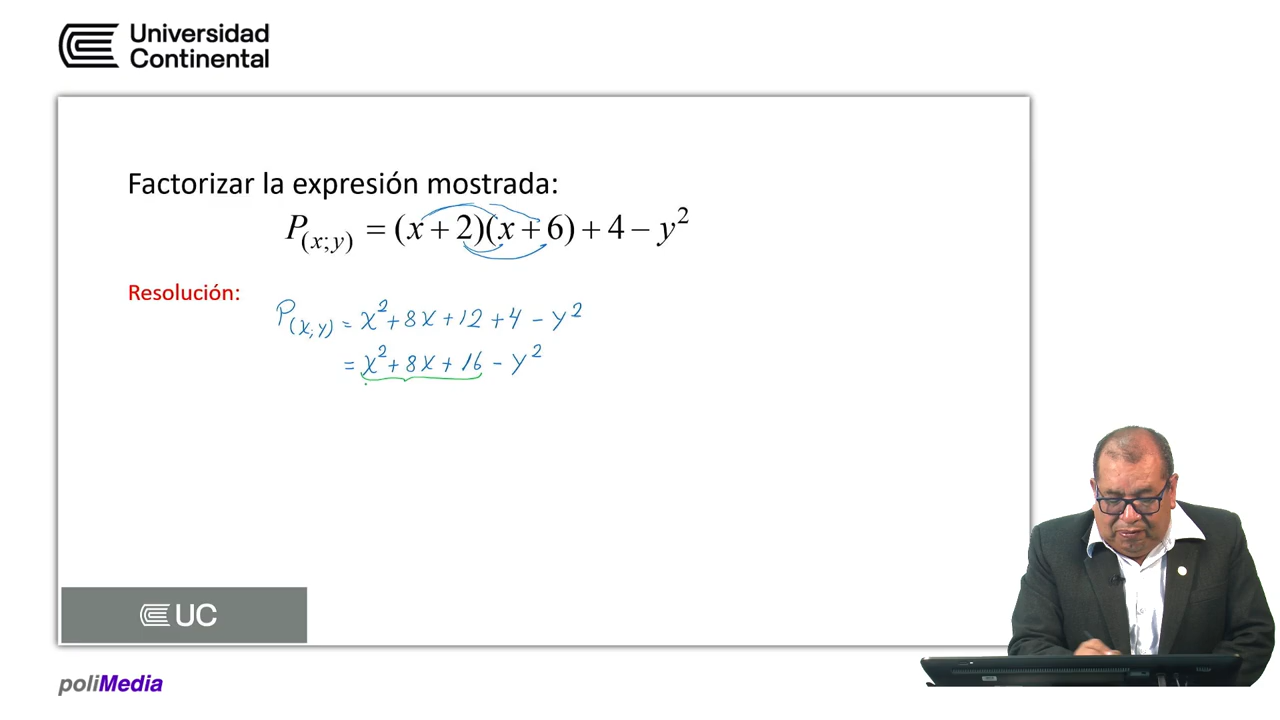 Universidad
Continental
Factorizar la expresión mostrada:
P(x;y) = (x + 2)(x + 6) + 4 − y²
Resolución:
P(x;y) = x² + 8x + 12 + 4 − y²
= x² + 8x + 16 − y²
UC
poliMedia